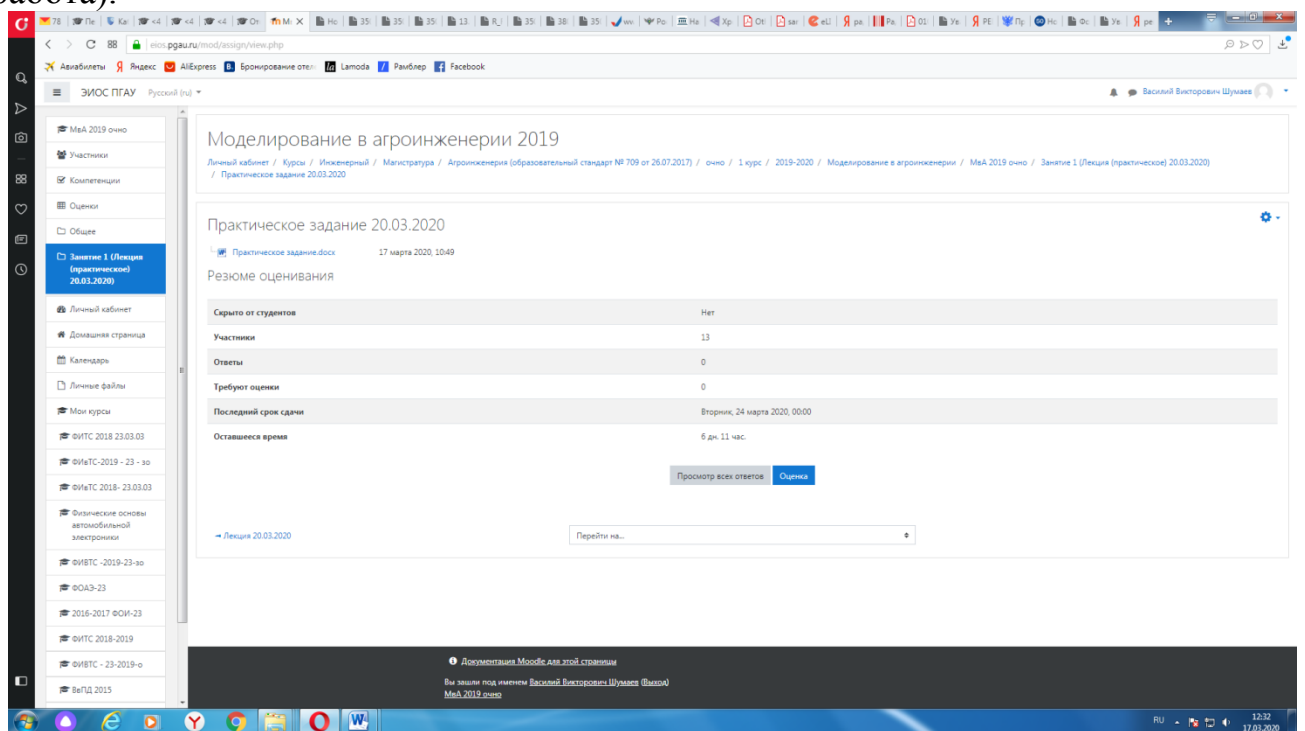 работа).
eios.pgau.ru/mod/assign/view.php
Авиабилеты Яндекс AliExpress Бронирование отел Lamoda Рамблер Facebook
ЭИОС ПГАУ Русский (ru)
Василий Викторович Шумаев
МвА 2019 очно
Участники
Компетенции
Оценки
Общее
Занятие 1 (Лекция
(практическое)
20.03.2020)
Личный кабинет
Домашняя страница
Календарь
Личные файлы
Мои курсы
ФИТС 2018 23.03.03
ФИвТС-2019 - 23 - зо
ФИвТС 2018- 23.03.03
Физические основы
автомобильной
электроники
ФИВТС -2019-23-зо
ФОАЭ-23
2016-2017 ФОИ-23
ФИТС 2018-2019
ФИВТС - 23-2019-о
ВеПД 2015
Моделирование в агроинженерии 2019
Личный кабинет / Курсы / Инженерный / Магистратура / Агроинженерия (образовательный стандарт № 709 от 26.07.2017) / очно / 1 курс / 2019-2020 / Моделирование в агроинженерии / МвА 2019 очно / Занятие 1 (Лекция (практическое) 20.03.2020)
/ Практическое задание 20.03.2020
Практическое задание 20.03.2020
Практическое задание.docx 17 марта 2020, 10:49
Резюме оценивания
Скрыто от студентов Нет
Участники 13
Ответы 0
Требуют оценки 0
Последний срок сдачи Вторник, 24 марта 2020, 00:00
Оставшееся время 6 дн. 11 час.
Просмотр всех ответов Оценка
Лекция 20.03.2020 Перейти на...
Документация Moodle для этой страницы
Вы зашли под именем Василий Викторович Шумаев (Выход)
МвА 2019 очно
RU 12:32
17.03.2020